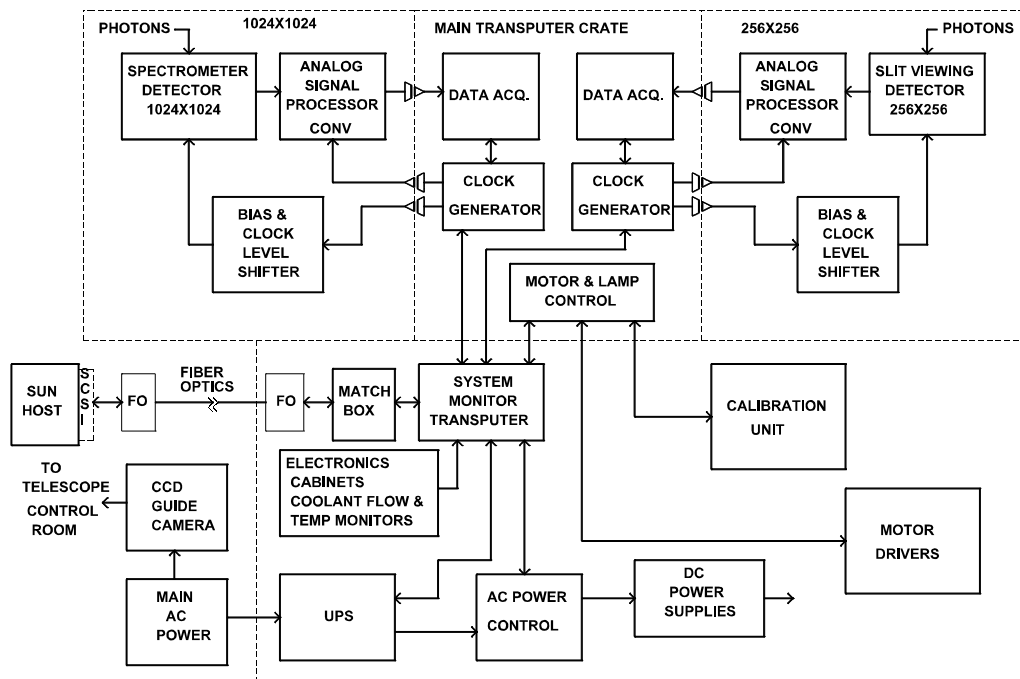 1024X1024
MAIN TRANSPUTER CRATE
256X256
PHOTONS
PHOTONS
SPECTROMETER
DETECTOR
1024X1024
ANALOG
SIGNAL
PROCESSOR
CONV
DATA ACQ.
DATA ACQ.
ANALOG
SIGNAL
PROCESSOR
CONV
SLIT VIEWING
DETECTOR
256X256
CLOCK
GENERATOR
CLOCK
GENERATOR
BIAS &
CLOCK
LEVEL
SHIFTER
BIAS &
CLOCK
LEVEL
SHIFTER
MOTOR & LAMP
CONTROL
SUN
HOST
SCSI
FO
FIBER
OPTICS
FO
MATCH
BOX
SYSTEM
MONITOR
TRANSPUTER
CALIBRATION
UNIT
TO
TELESCOPE
CONTROL
ROOM
CCD
GUIDE
CAMERA
ELECTRONICS
CABINETS
COOLANT FLOW &
TEMP MONITORS
MOTOR
DRIVERS
MAIN
AC
POWER
UPS
AC POWER
CONTROL
DC
POWER
SUPPLIES